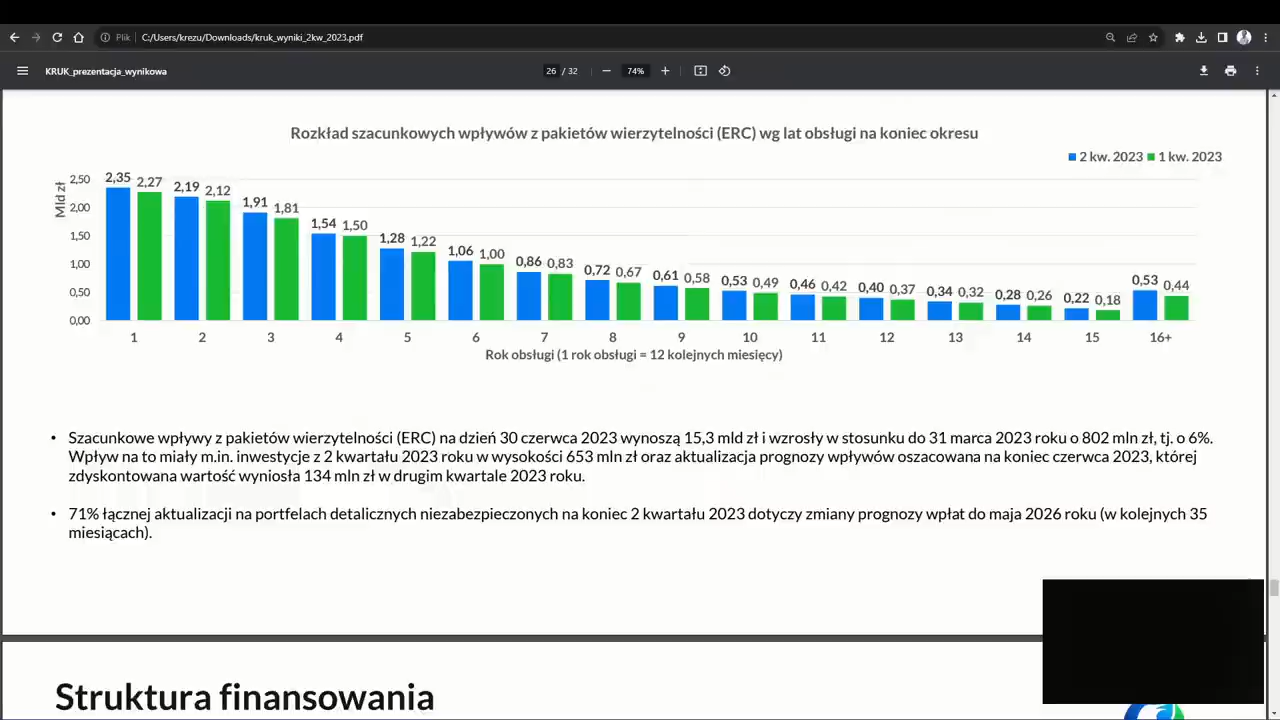 Plik C:/Users/krezu/Downloads/kruk_wyniki_2kw_2023.pdf
KRUK_prezentacja_wynikowa 26 / 32 74%
Rozkład szacunkowych wpływów z pakietów wierzytelności (ERC) wg lat obsługi na koniec okresu
2 kw. 2023 1 kw. 2023
Mld zł
2,50
2,00
1,50
1,00
0,50
0,00
2,35 2,27 2,19 2,12 1,91 1,81 1,54 1,50 1,28 1,22 1,06 1,00 0,86 0,83 0,72 0,67 0,61 0,58 0,53 0,49 0,46 0,42 0,40 0,37 0,34 0,32 0,28 0,26 0,22 0,18 0,53 0,44
1 2 3 4 5 6 7 8 9 10 11 12 13 14 15 16+
Rok obsługi (1 rok obsługi = 12 kolejnych miesięcy)
• Szacunkowe wpływy z pakietów wierzytelności (ERC) na dzień 30 czerwca 2023 wynoszą 15,3 mld zł i wzrosły w stosunku do 31 marca 2023 roku o 802 mln zł, tj. o 6%.
Wpływ na to miały m.in. inwestycje z 2 kwartału 2023 roku w wysokości 653 mln zł oraz aktualizacja prognozy wpływów oszacowana na koniec czerwca 2023, której
zdyskontowana wartość wyniosła 134 mln zł w drugim kwartale 2023 roku.
• 71% łącznej aktualizacji na portfelach detalicznych niezabezpieczonych na koniec 2 kwartału 2023 dotyczy zmiany prognozy wpłat do maja 2026 roku (w kolejnych 35
miesiącach).
Struktura finansowania